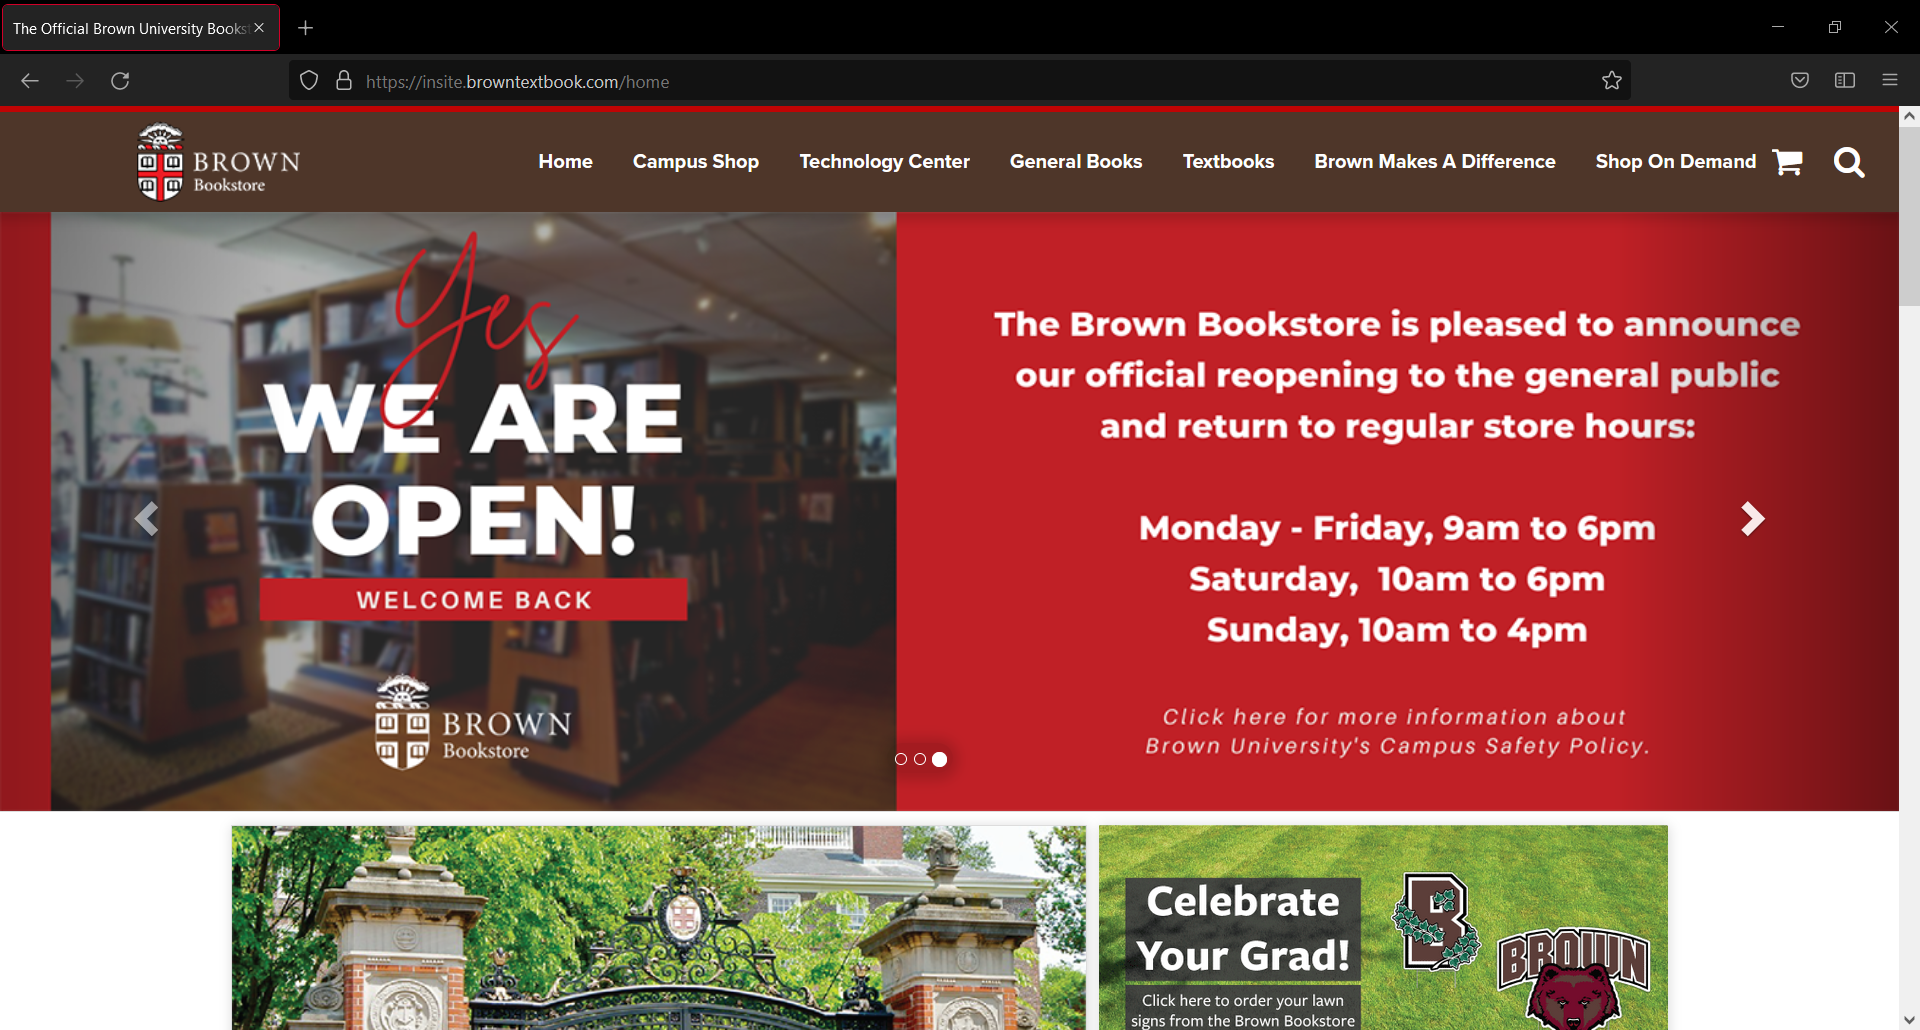 The Official Brown University Bookst
https://insite.browntextbook.com/home
BROWN
Bookstore
Home
Campus Shop
Technology Center
General Books
Textbooks
Brown Makes A Difference
Shop On Demand
Yes
WE ARE
OPEN!
WELCOME BACK
BROWN
Bookstore
The Brown Bookstore is pleased to announce
our official reopening to the general public
and return to regular store hours:
Monday - Friday, 9am to 6pm
Saturday, 10am to 6pm
Sunday, 10am to 4pm
Click here for more information about
Brown University's Campus Safety Policy.
Celebrate
Your Grad!
Click here to order your lawn
signs from the Brown Bookstore
B
BROWN